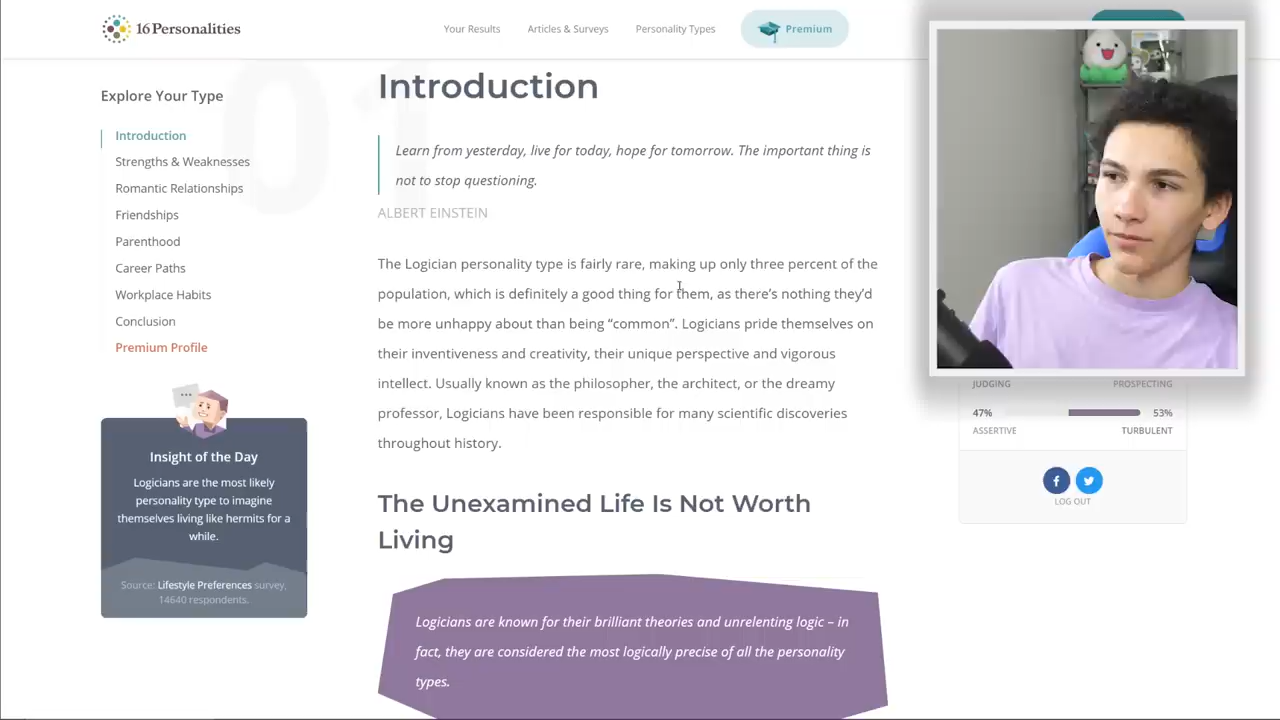 16Personalities
Your Results
Articles & Surveys
Personality Types
Premium
Explore Your Type
Introduction
Strengths & Weaknesses
Romantic Relationships
Friendships
Parenthood
Career Paths
Workplace Habits
Conclusion
Premium Profile
Insight of the Day
Logicians are the most likely
personality type to imagine
themselves living like hermits for a
while.
Source: Lifestyle Preferences survey,
14640 respondents.
01
Introduction
Learn from yesterday, live for today, hope for tomorrow. The important thing is
not to stop questioning.
ALBERT EINSTEIN
The Logician personality type is fairly rare, making up only three percent of the
population, which is definitely a good thing for them, as there's nothing they'd
be more unhappy about than being “common”. Logicians pride themselves on
their inventiveness and creativity, their unique perspective and vigorous
intellect. Usually known as the philosopher, the architect, or the dreamy
professor, Logicians have been responsible for many scientific discoveries
throughout history.
The Unexamined Life Is Not Worth
Living
Logicians are known for their brilliant theories and unrelenting logic – in
fact, they are considered the most logically precise of all the personality
types.
JUDGING PROSPECTING
47% 53%
ASSERTIVE TURBULENT
LOG OUT